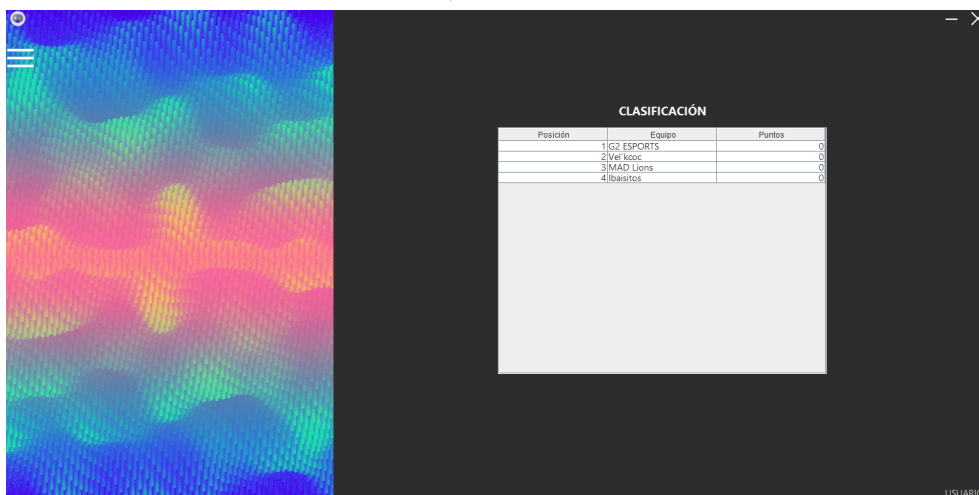 CLASIFICACIÓN
Posición Equipo Puntos
1 G2 ESPORTS 0
2 Vel´kcoc 0
3 MAD Lions 0
4 Ibaisitos 0
USUARIO